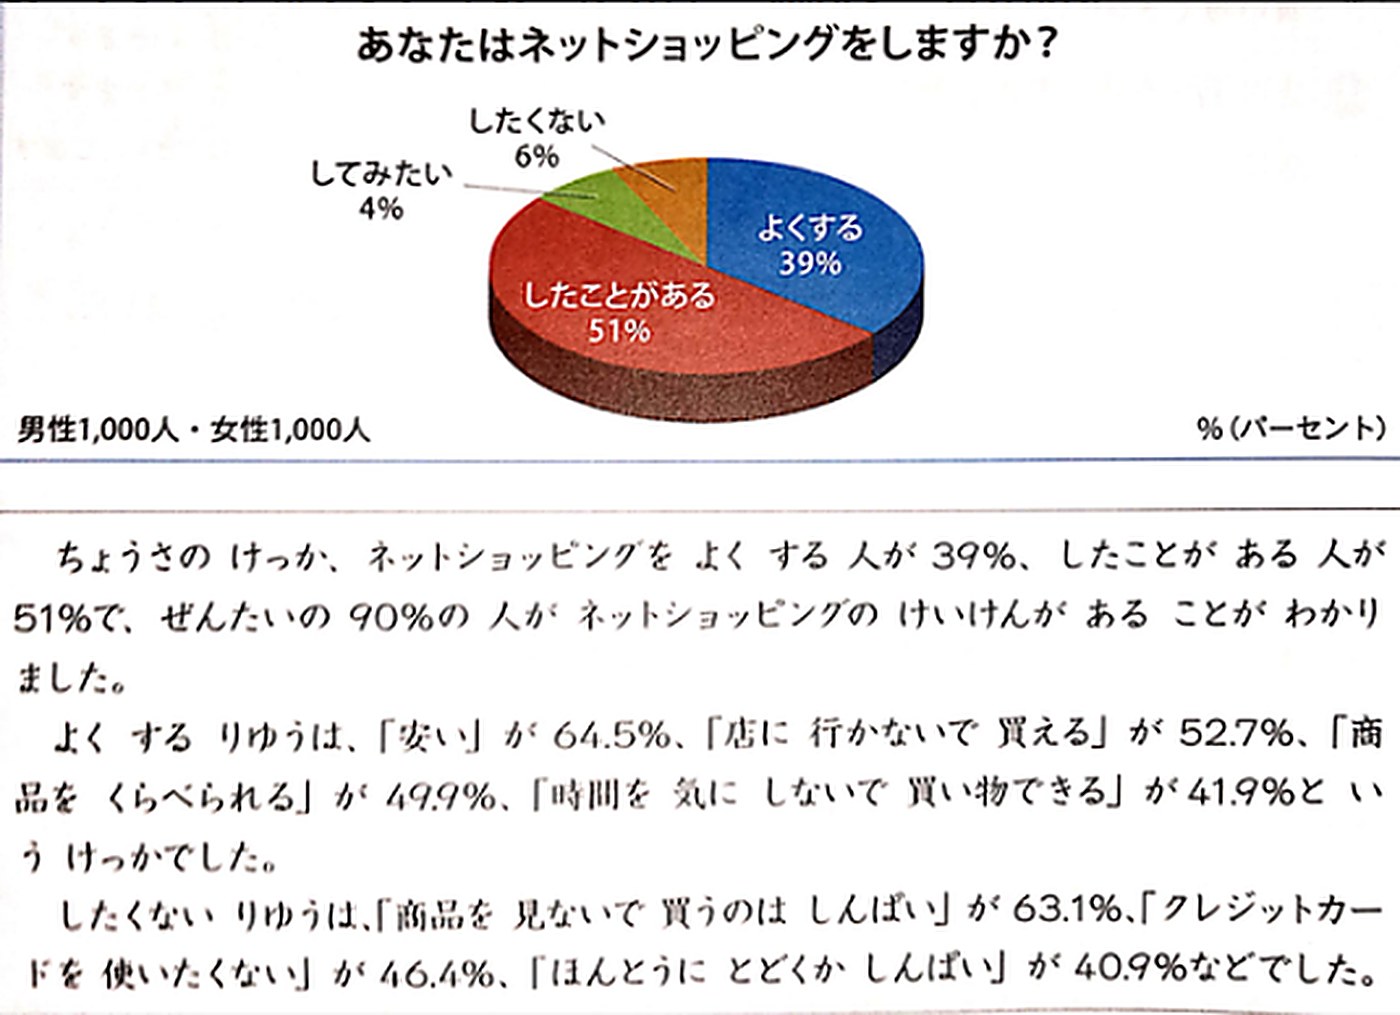 あなたはネットショッピングをしますか？
したくない
6%
してみたい
4%
よくする
39%
したことがある
51%
男性1,000人・女性1,000人
%（パーセント）
ちょうさの けっか、ネットショッピングを よく する 人が 39%、したことが ある 人が
51%で、ぜんたいの 90%の 人が ネットショッピングの けいけんが ある ことが わかり
ました。
よく する りゆうは、「安い」が 64.5%、「店に 行かないで 買える」が 52.7%、「商
品を くらべられる」が 49.9%、「時間を 気に しないで 買い物できる」が 41.9%と い
う けっかでした。
したくない りゆうは、「商品を 見ないで 買うのは しんぱい」が 63.1%、「クレジットカー
ドを 使いたくない」が 46.4%、「ほんとうに とどくか しんぱい」が 40.9%などでした。